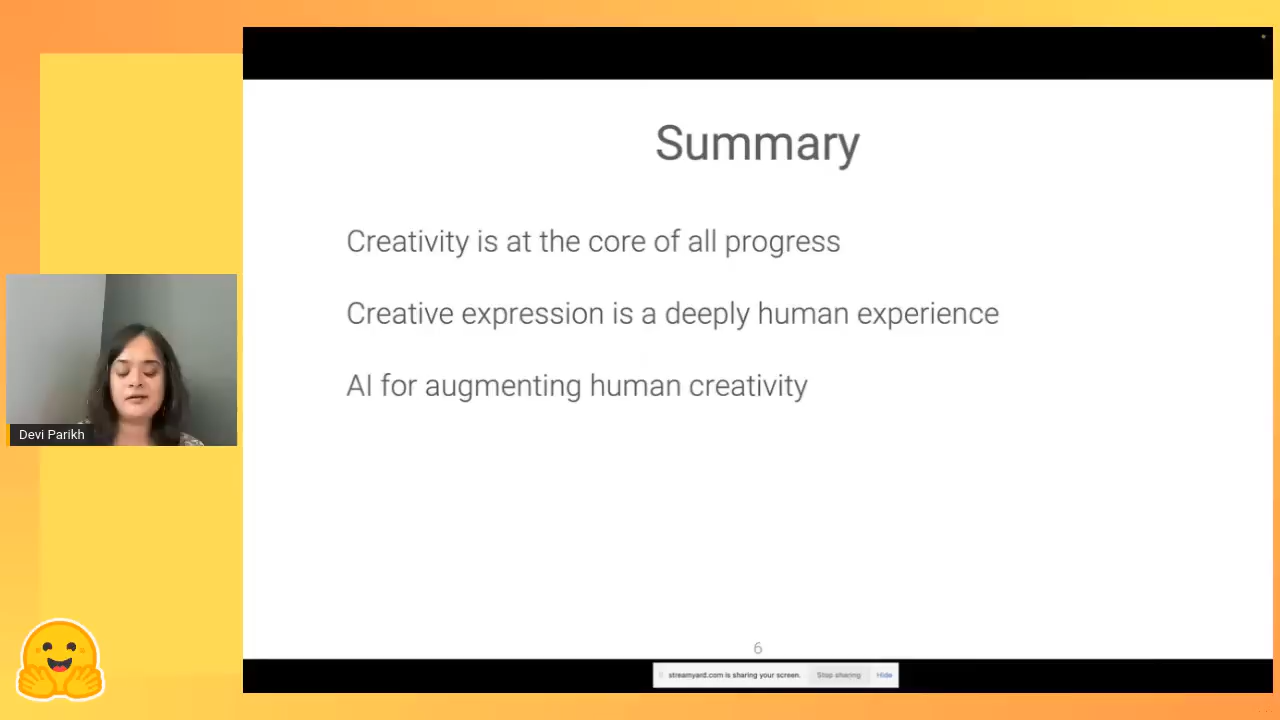 Summary
Creativity is at the core of all progress
Creative expression is a deeply human experience
AI for augmenting human creativity
Devi Parikh
6
streamyard.com is sharing your screen. Stop sharing Hide